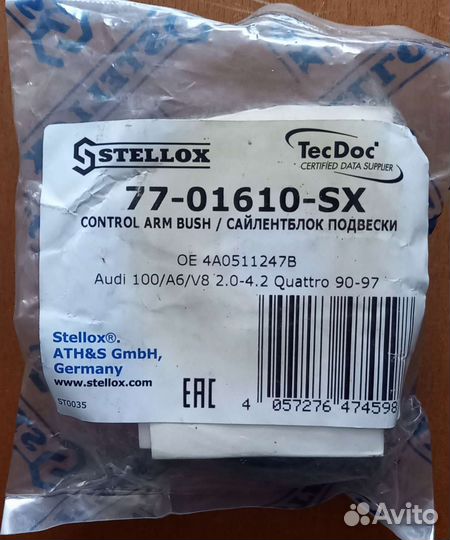 STELLOX
TecDoc
CERTIFIED DATA SUPPLIER
77-01610-SX
CONTROL ARM BUSH / САЙЛЕНТБЛОК ПОДВЕСКИ
OE 4A0511247B
Audi 100/A6/V8 2.0-4.2 Quattro 90-97
Stellox®.
ATH&S GmbH,
Germany
www.stellox.com
ST0035
EAC
4 057276 474598
Avito